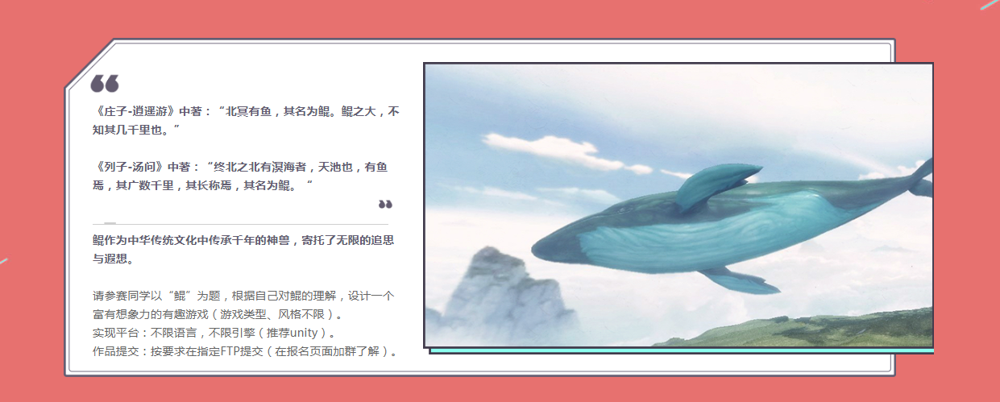 “
《庄子-逍遥游》中著：“北冥有鱼，其名为鲲。鲲之大，不
知其几千里也。”
《列子-汤问》中著：“终北之北有溟海者，天池也，有鱼
焉，其广数千里，其长称焉，其名为鲲。“
”
鲲作为中华传统文化中传承千年的神兽，寄托了无限的追思
与遐想。
请参赛同学以“鲲”为题，根据自己对鲲的理解，设计一个
富有想象力的有趣游戏（游戏类型、风格不限）。
实现平台：不限语言，不限引擎（推荐unity）。
作品提交：按要求在指定FTP提交（在报名页面加群了解）。